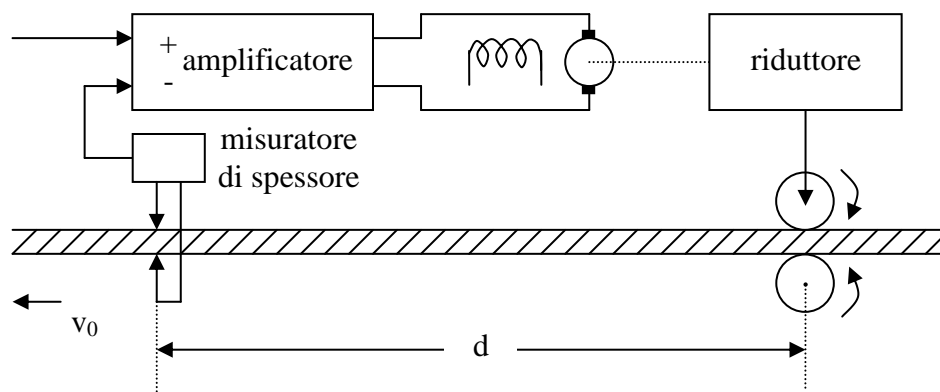 +
amplificatore
-
riduttore
misuratore
di spessore
v₀
d